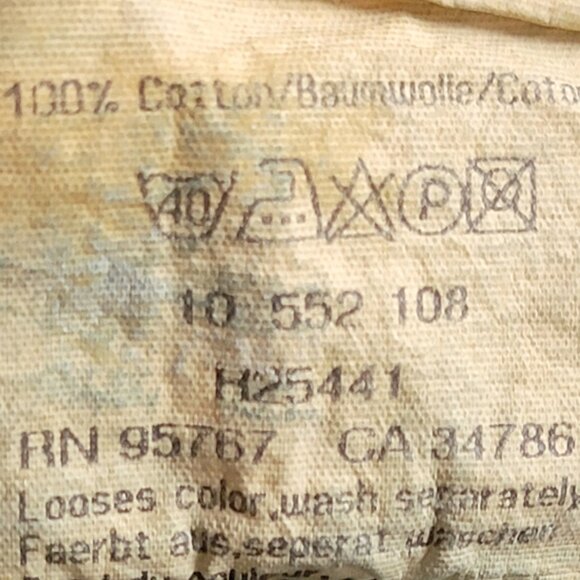 100% Cotton/Baumwolle/Coto
40 P
10 552 108
H25441
RN 95767 CA 34786
Looses color,wash separately
Faerbt aus,seperat waschen